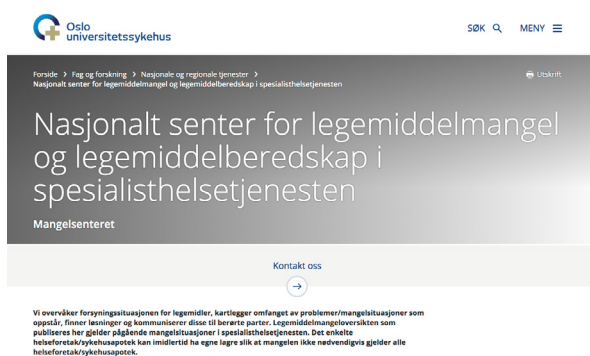 Oslo
universitetssykehus
SØK
MENY
Forside > Fag og forskning > Nasjonale og regionale tjenester >
Nasjonalt senter for legemiddelmangel og legemiddelberedskap i spesialisthelsetjenesten
Utskrift
Nasjonalt senter for legemiddelmangel
og legemiddelberedskap i
spesialisthelsetjenesten
Mangelsenteret
Kontakt oss
Vi overvåker forsyningssituasjonen for legemidler, kartlegger omfanget av problemer/mangelsituasjoner som
oppstår, finner løsninger og kommuniserer disse til berørte parter. Legemiddelmangeloversikten som
publiseres her gjelder pågående mangelsituasjoner i spesialisthelsetjenesten. Det enkelte
helseforetak/sykehusapotek kan imidlertid ha egne lagre slik at mangelen ikke nødvendigvis gjelder alle
helseforetak/sykehusapotek.